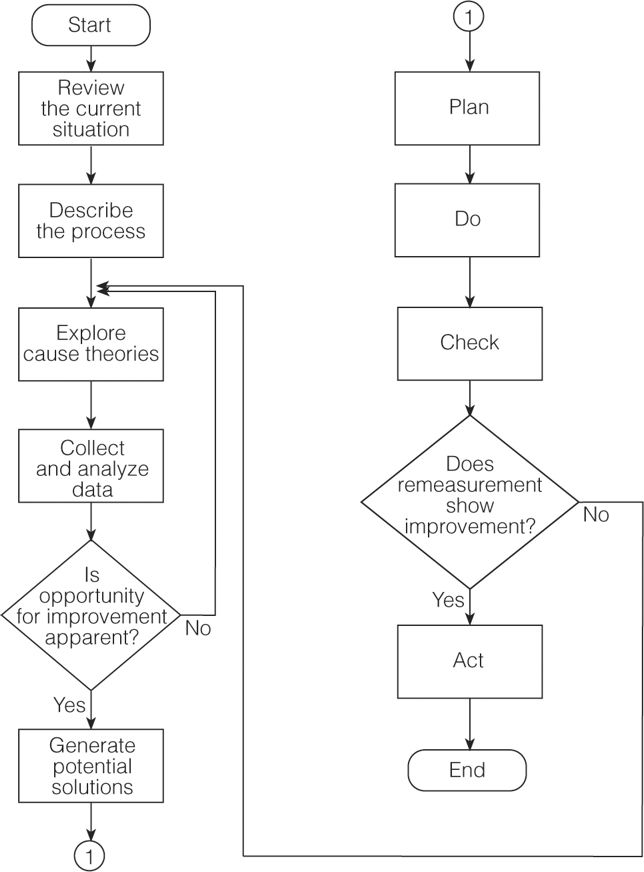 Start
Review
the current
situation
Describe
the process
Explore
cause theories
Collect
and analyze
data
Is
opportunity
for improvement
apparent?
No
Yes
Generate
potential
solutions
1
1
Plan
Do
Check
Does
remeasurement
show
improvement?
No
Yes
Act
End